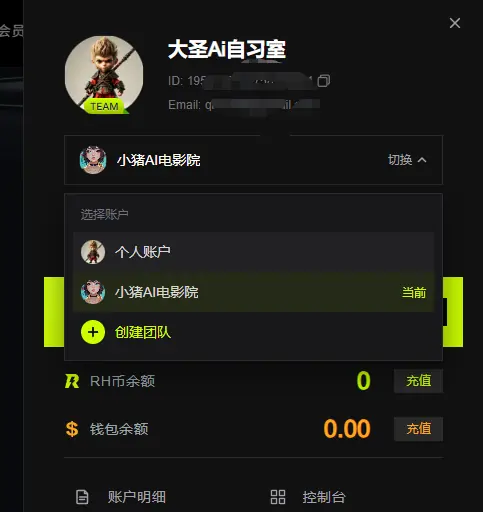 会员
大圣Ai自习室
TEAM
ID: 195
Email:
小猪AI电影院
切换
选择账户
个人账户
小猪AI电影院
当前
创建团队
RH币余额
0
充值
钱包余额
0.00
充值
账户明细
控制台